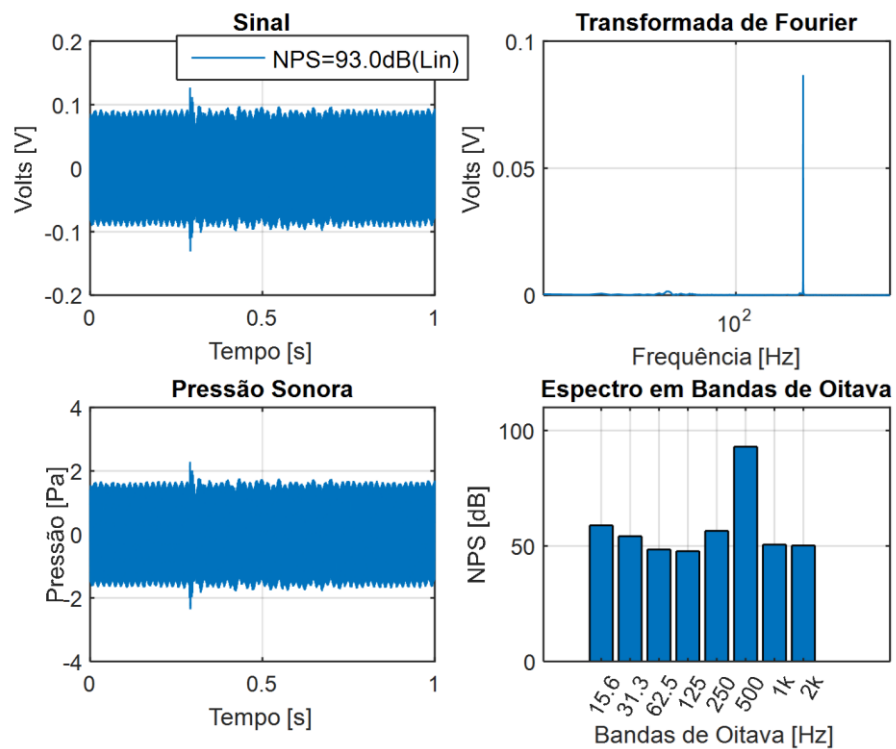 Sinal
NPS=93.0dB(Lin)
0.2
0.1
0
-0.1
-0.2
Volts [V]
0
0.5
1
Tempo [s]
Transformada de Fourier
0.1
0.05
0
Volts [V]
10²
Frequência [Hz]
Pressão Sonora
4
2
0
-2
-4
Pressão [Pa]
0
0.5
1
Tempo [s]
Espectro em Bandas de Oitava
100
50
0
NPS [dB]
15.6
31.3
62.5
125
250
500
1k
2k
Bandas de Oitava [Hz]